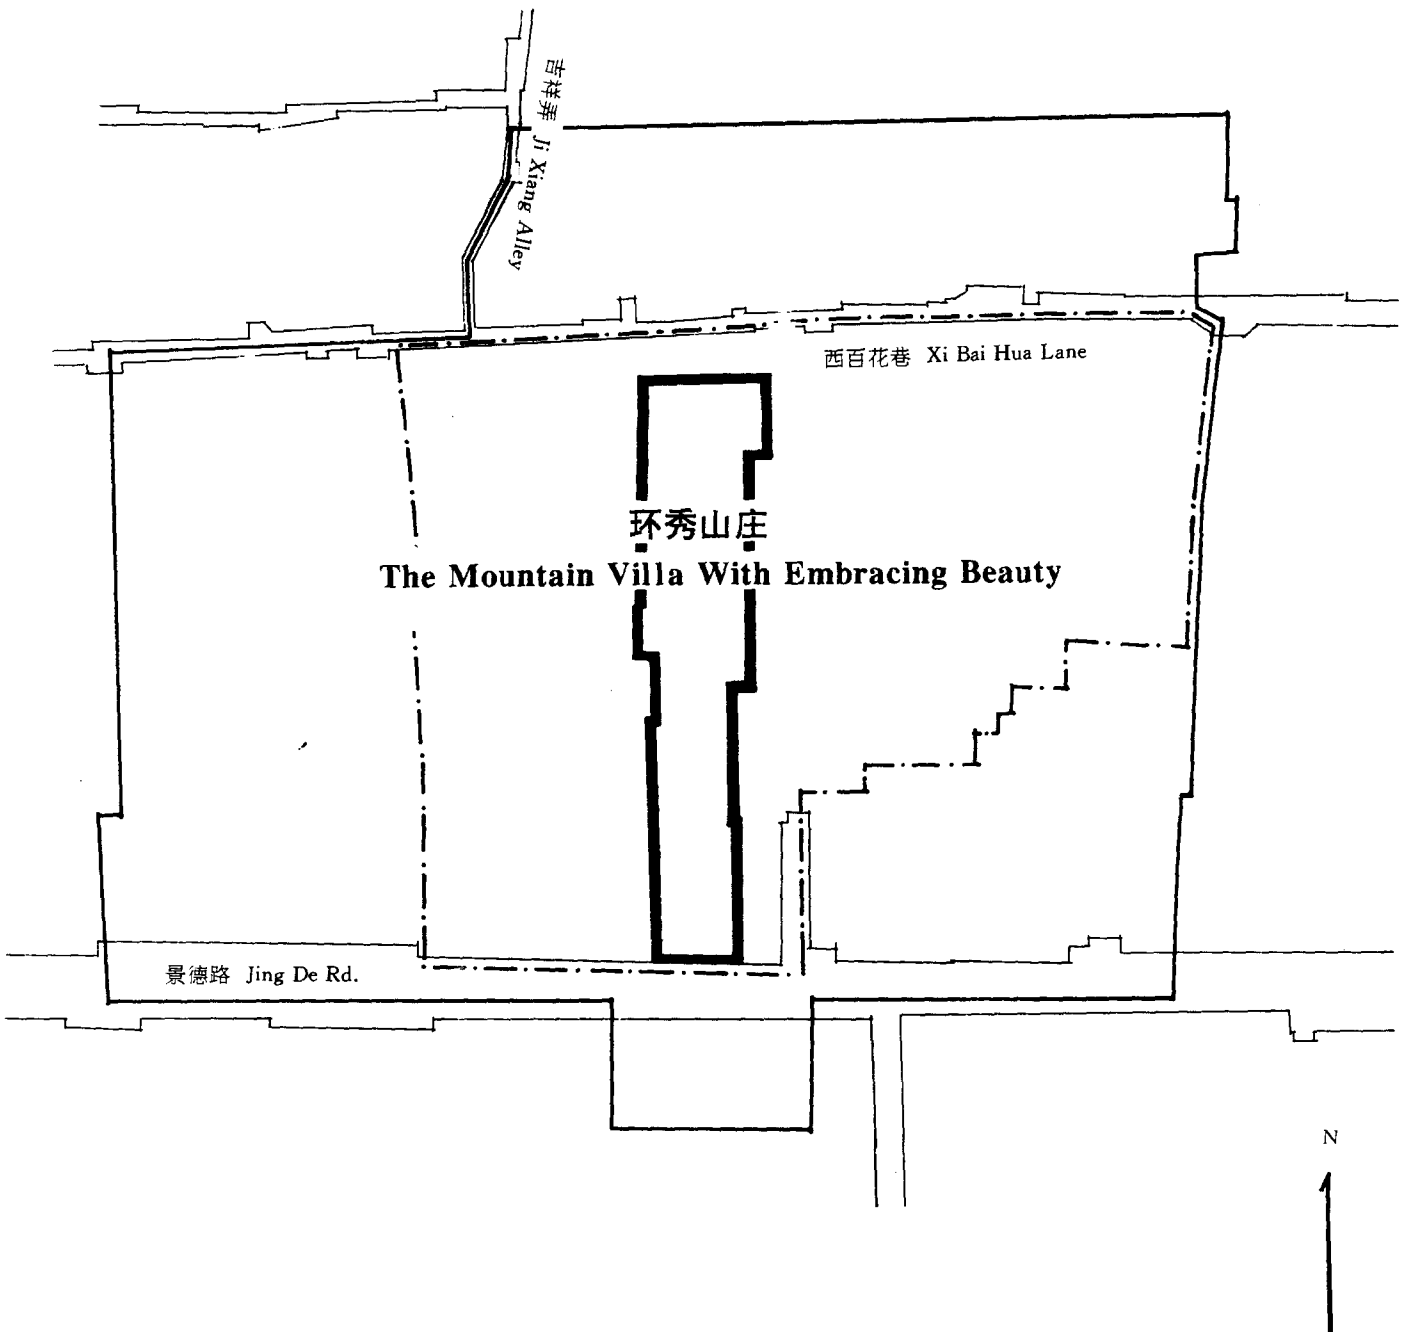 吉祥弄 Ji Xiang Alley
西百花巷 Xi Bai Hua Lane
环秀山庄
The Mountain Villa With Embracing Beauty
景德路 Jing De Rd.
N